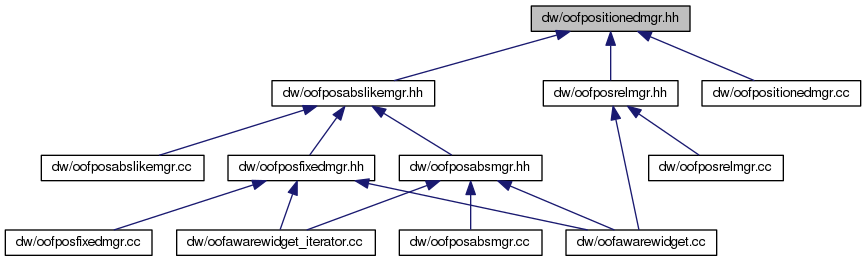 dw/oofpositionedmgr.hh
dw/oofposabslikemgr.hh
dw/oofposrelmgr.hh
dw/oofpositionedmgr.cc
dw/oofposabslikemgr.cc
dw/oofposfixedmgr.hh
dw/oofposabsmgr.hh
dw/oofposrelmgr.cc
dw/oofposfixedmgr.cc
dw/oofawarewidget_iterator.cc
dw/oofposabsmgr.cc
dw/oofawarewidget.cc